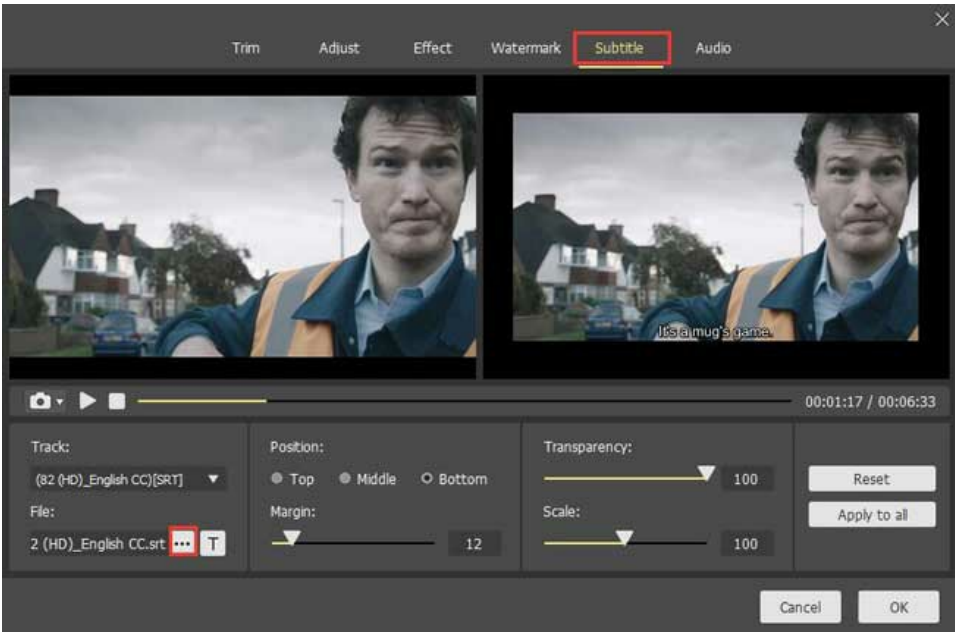 Trim Adjust Effect Watermark Subtitle Audio
It's a mug's game.
00:01:17 / 00:06:33
Track:
(82 (HD)_English CC)[SRT]
File:
2 (HD)_English CC.srt ... T
Position:
Top Middle Bottom
Margin:
12
Transparency:
100
Scale:
100
Reset
Apply to all
Cancel OK